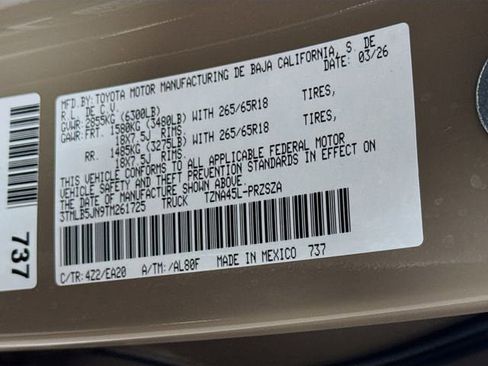 MFD.BY:TOYOTA MOTOR MANUFACTURING DE BAJA CALIFORNIA, S. DE
R.L. DE C.V. DATE: 03/26
GVWR: 2855KG (6300LB)
GAWR:FRT. 1580KG (3480LB) WITH 265/65R18 TIRES,
18X7.5J RIMS
RR. 1485KG (3275LB) WITH 265/65R18 TIRES,
18X7.5J RIMS
THIS VEHICLE CONFORMS TO ALL APPLICABLE FEDERAL MOTOR
VEHICLE SAFETY AND THEFT PREVENTION STANDARDS IN EFFECT ON
THE DATE OF MANUFACTURE SHOWN ABOVE.
3TMLB5JN9TM261725 TRUCK TZNA45L-PRZSZA
C/TR:4Z2/EA20 A/TM:/AL80F MADE IN MEXICO 737
737